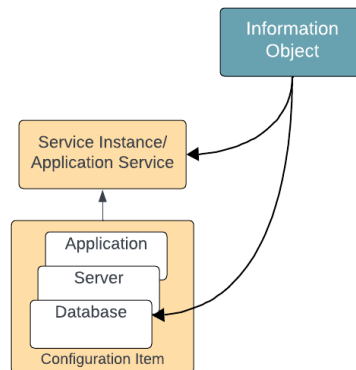 Information
Object
Service Instance/
Application Service
Application
Server
Database
Configuration Item